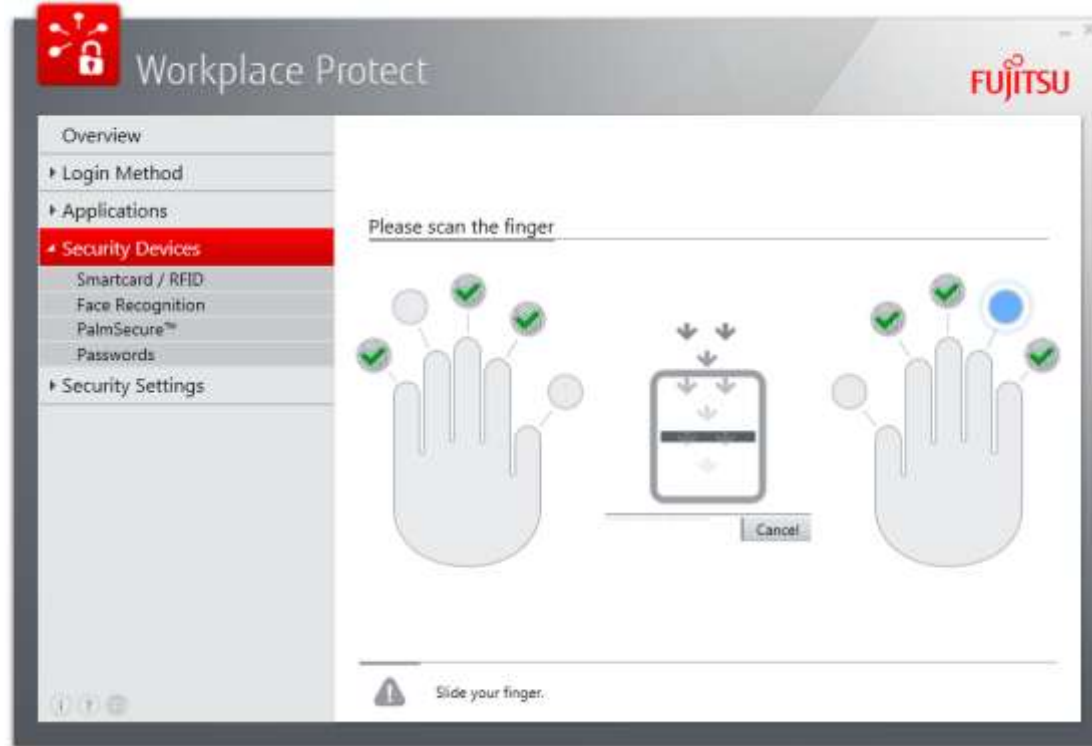 Workplace Protect
FUJITSU
Overview
Login Method
Applications
Security Devices
Smartcard / RFID
Face Recognition
PalmSecure™
Passwords
Security Settings
Please scan the finger
Cancel
Slide your finger.